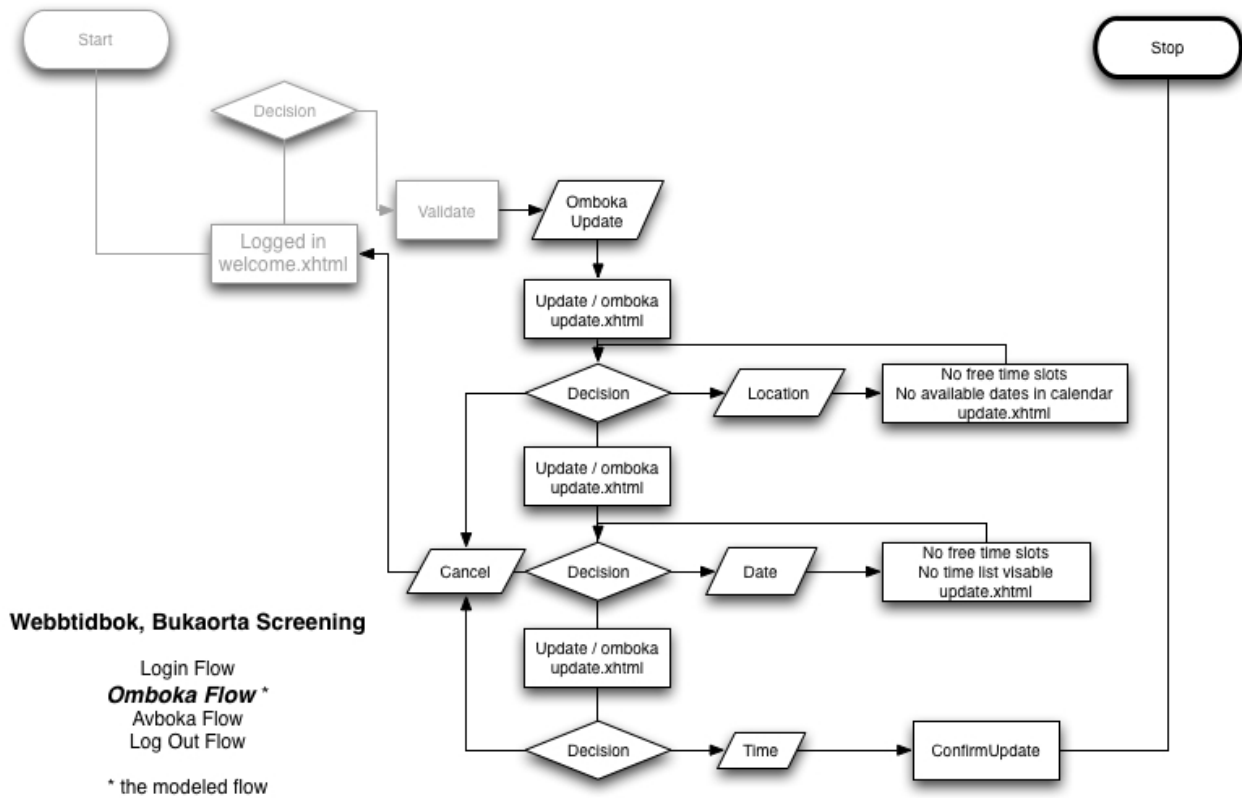 Start
Stop
Decision
Validate
Omboka
Update
Logged in
welcome.xhtml
Update / omboka
update.xhtml
Decision
Location
No free time slots
No available dates in calendar
update.xhtml
Update / omboka
update.xhtml
Cancel
Decision
Date
No free time slots
No time list visable
update.xhtml
Webbtidbok, Bukaorta Screening
Login Flow
Omboka Flow *
Avboka Flow
Log Out Flow
* the modeled flow
Update / omboka
update.xhtml
Decision
Time
ConfirmUpdate